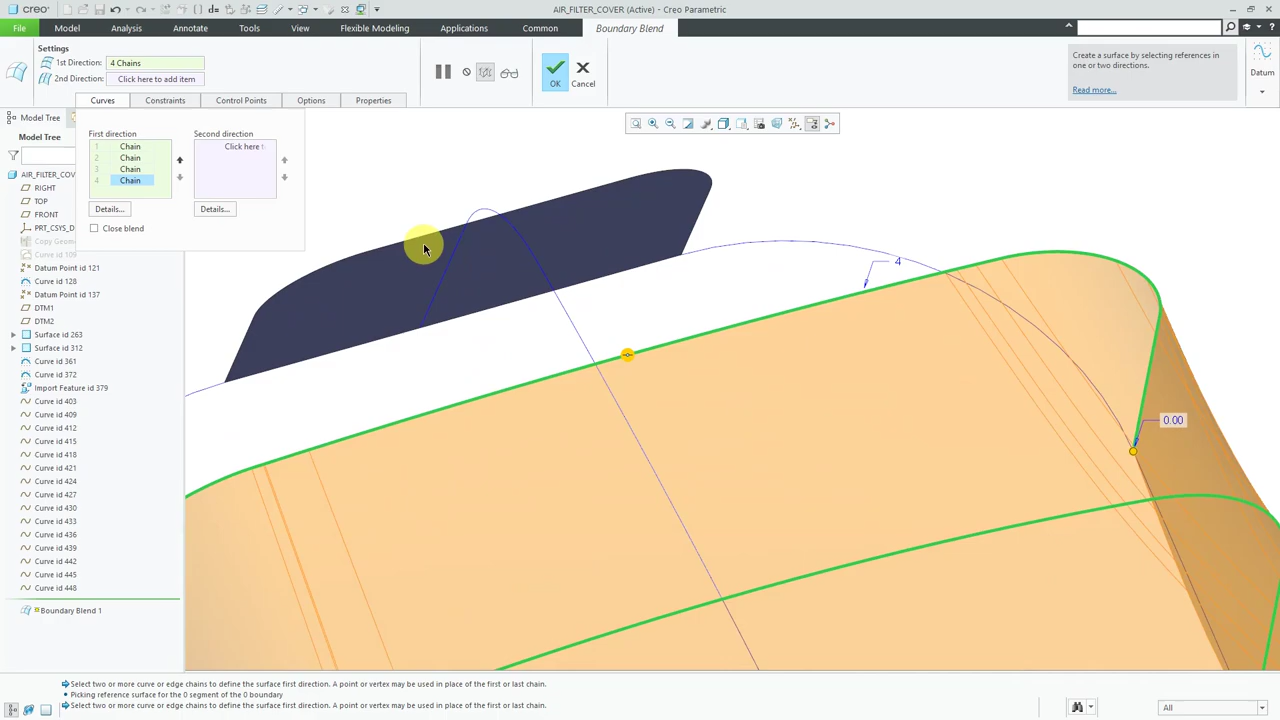 creo
AIR_FILTER_COVER (Active) - Creo Parametric
File
Model
Analysis
Annotate
Tools
View
Flexible Modeling
Applications
Common
Boundary Blend
Settings
1st Direction:
4 Chains
2nd Direction:
Click here to add item
OK
Cancel
Create a surface by selecting references in
one or two directions.
Read more...
Datum
Curves
Constraints
Control Points
Options
Properties
Model Tree
Model Tree
First direction
Second direction
1 Chain
2 Chain
3 Chain
4 Chain
Click here t
Details...
Details...
Close blend
AIR_FILTER_COV
RIGHT
TOP
FRONT
PRT_CSYS_D
Copy Geom
Curve id 109
Datum Point id 121
Curve id 128
Datum Point id 137
DTM1
DTM2
Surface id 263
Surface id 312
Curve id 361
Curve id 372
Import Feature id 379
Curve id 403
Curve id 409
Curve id 412
Curve id 415
Curve id 418
Curve id 421
Curve id 424
Curve id 427
Curve id 430
Curve id 433
Curve id 436
Curve id 439
Curve id 442
Curve id 445
Curve id 448
Boundary Blend 1
4
0.00
Select two or more curve or edge chains to define the surface first direction. A point or vertex may be used in place of the first or last chain.
Picking reference surface for the 0 segment of the 0 boundary
Select two or more curve or edge chains to define the surface first direction. A point or vertex may be used in place of the first or last chain.
All